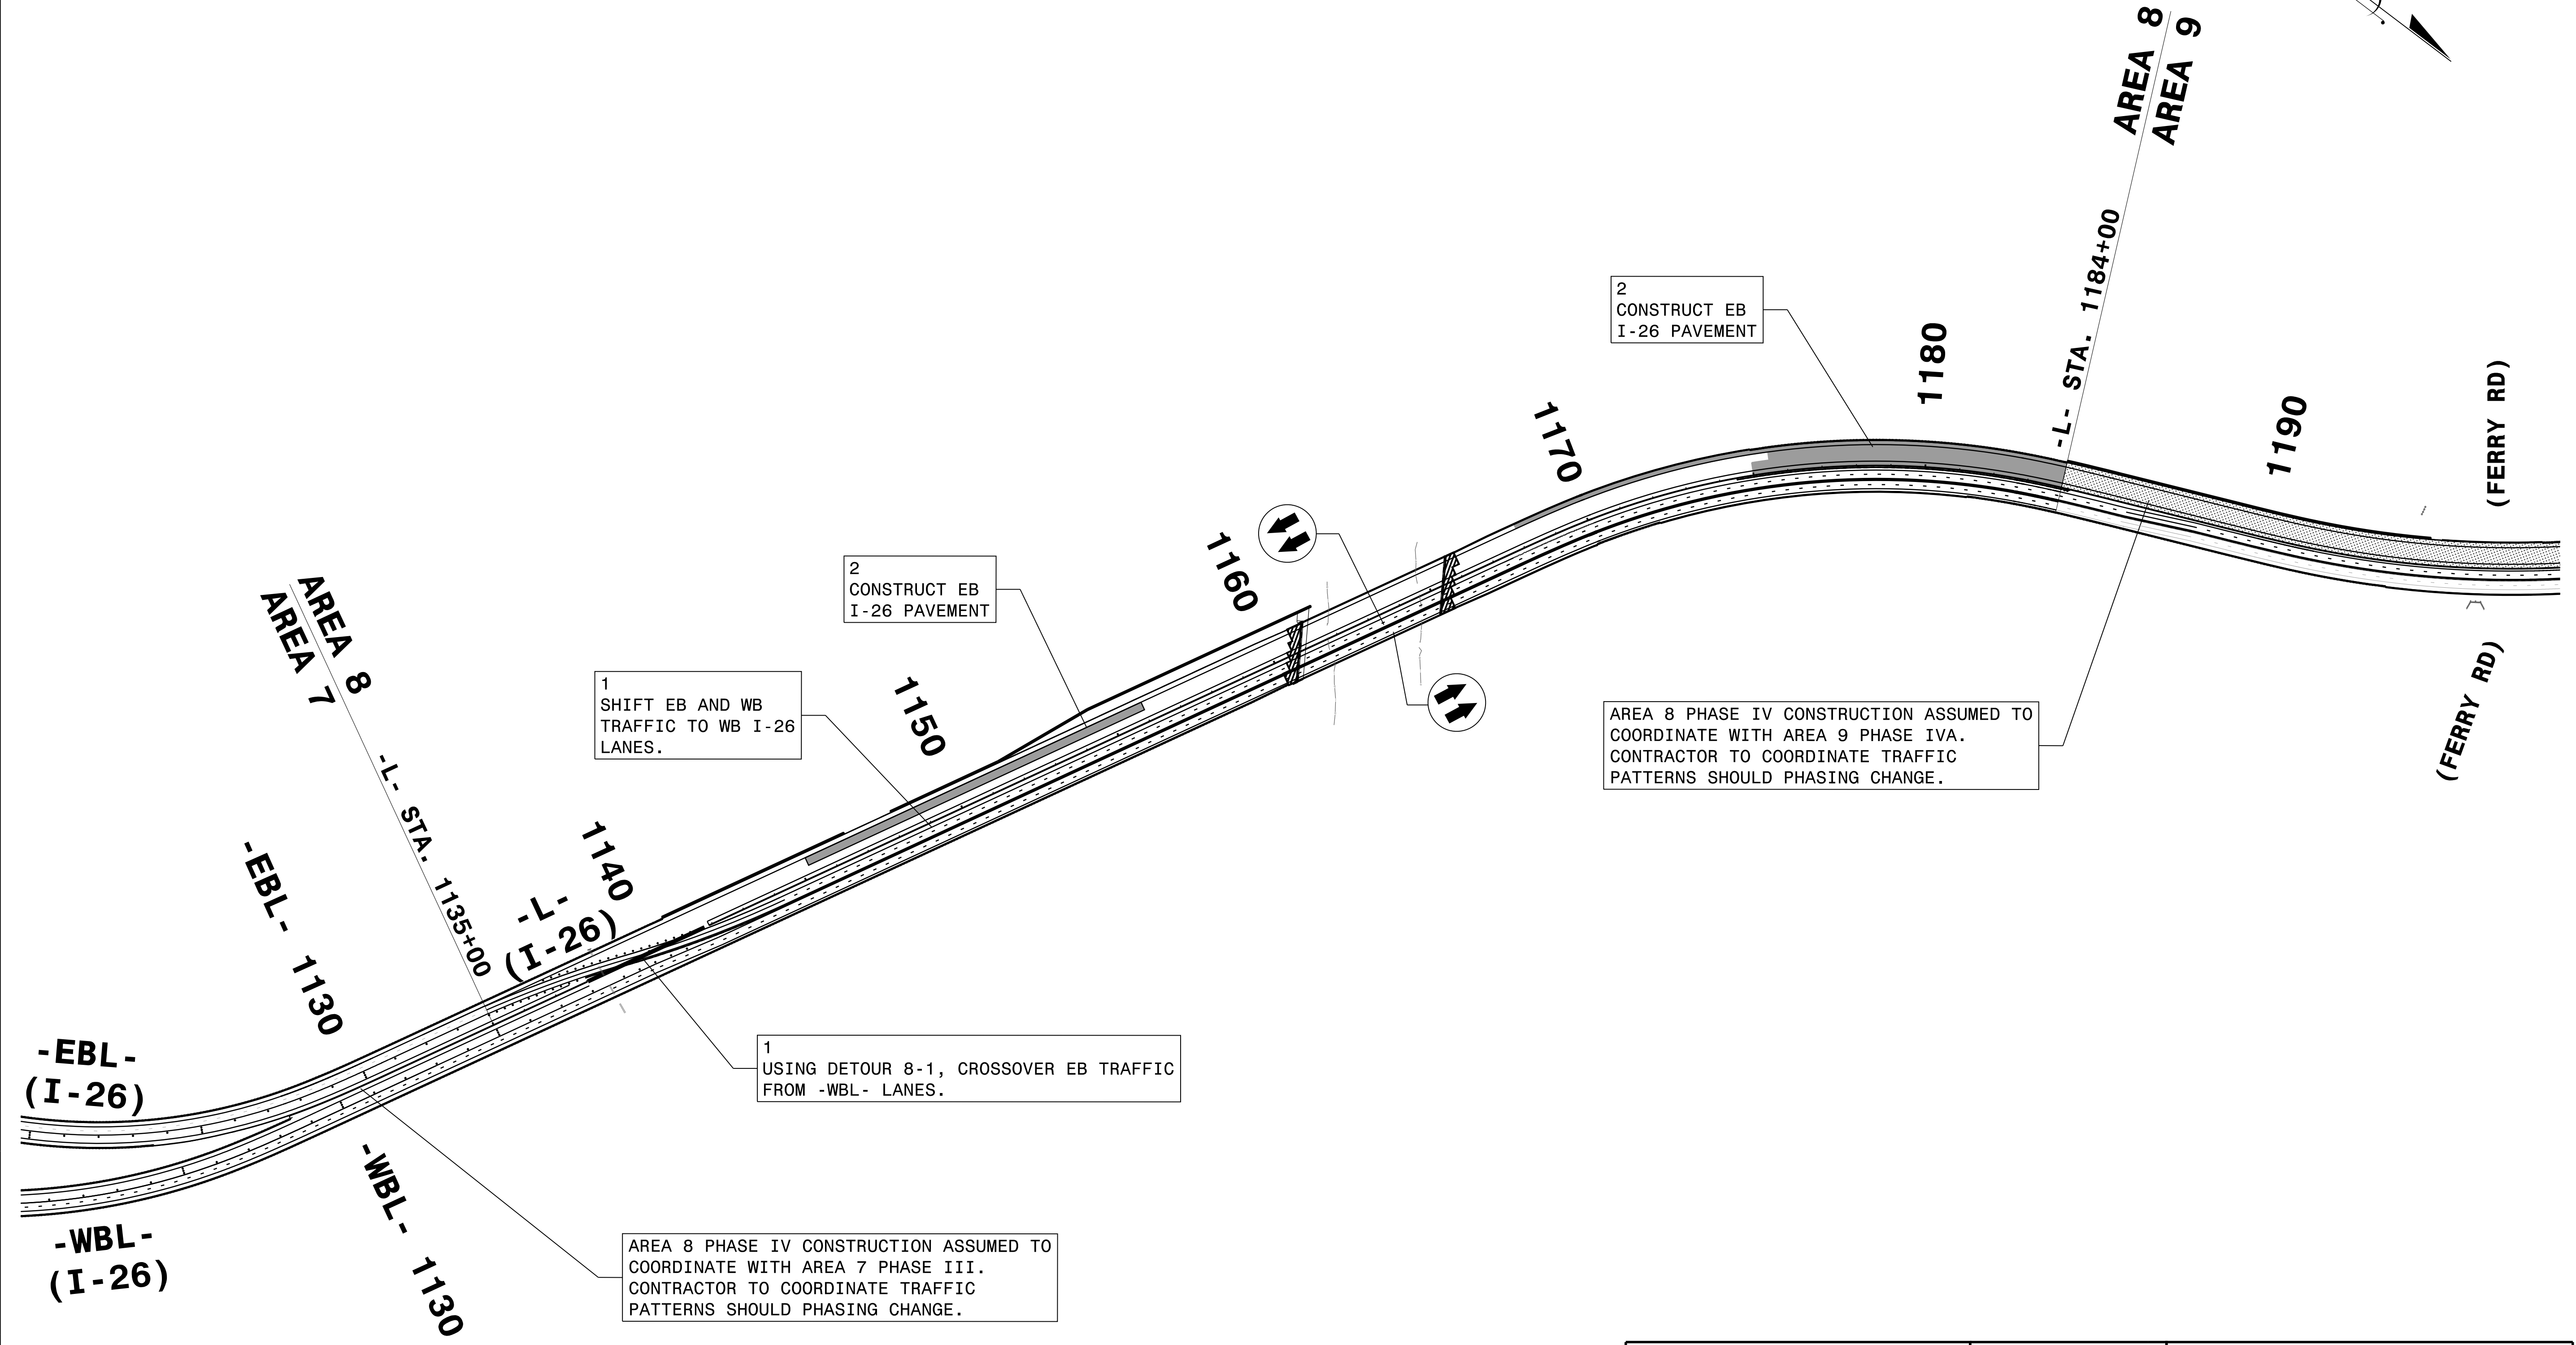 AREA 8
AREA 9
-L- STA. 1184+00
2
CONSTRUCT EB
I-26 PAVEMENT
1180
1190
(FERRY RD)
1170
1160
2
CONSTRUCT EB
I-26 PAVEMENT
AREA 8
AREA 7
1
SHIFT EB AND WB
TRAFFIC TO WB I-26
LANES.
1150
AREA 8 PHASE IV CONSTRUCTION ASSUMED TO
COORDINATE WITH AREA 9 PHASE IVA.
CONTRACTOR TO COORDINATE TRAFFIC
PATTERNS SHOULD PHASING CHANGE.
(FERRY RD)
-L- STA. 1135+00
1140
-EBL- 1130
-L-
(I-26)
-EBL-
(I-26)
1
USING DETOUR 8-1, CROSSOVER EB TRAFFIC
FROM -WBL- LANES.
-WBL- 1130
-WBL-
(I-26)
AREA 8 PHASE IV CONSTRUCTION ASSUMED TO
COORDINATE WITH AREA 7 PHASE III.
CONTRACTOR TO COORDINATE TRAFFIC
PATTERNS SHOULD PHASING CHANGE.